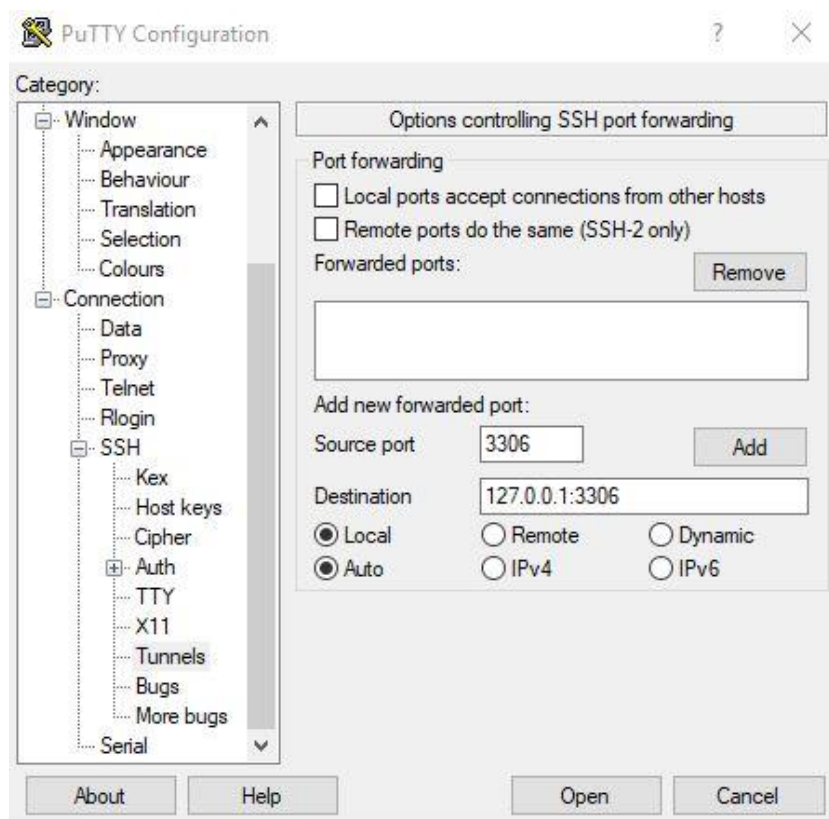 PuTTY Configuration
?
Category:
Window
Appearance
Behaviour
Translation
Selection
Colours
Connection
Data
Proxy
Telnet
Rlogin
SSH
Kex
Host keys
Cipher
Auth
TTY
X11
Tunnels
Bugs
More bugs
Serial
Options controlling SSH port forwarding
Port forwarding
Local ports accept connections from other hosts
Remote ports do the same (SSH-2 only)
Forwarded ports:
Remove
Add new forwarded port:
Source port 3306 Add
Destination 127.0.0.1:3306
Local Remote Dynamic
Auto IPv4 IPv6
About Help Open Cancel